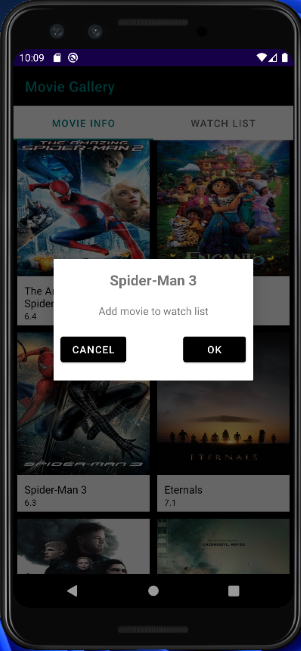 10:09
Movie Gallery
MOVIE INFO
WATCH LIST
THE AMAZING
SPIDER-MAN 2
ENCANTO
The
Spider
6.4
Spider-Man 3
Add movie to watch list
CANCEL
OK
SPIDER-MAN 3
ETERNALS
Spider-Man 3
6.3
Eternals
7.1